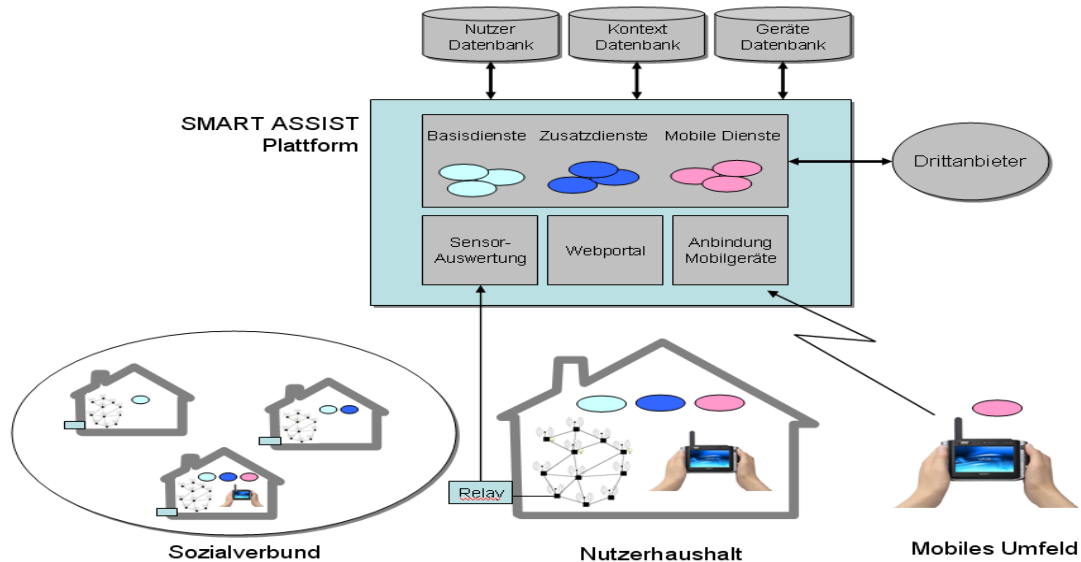 Nutzer
Datenbank
Kontext
Datenbank
Geräte
Datenbank
SMART ASSIST
Plattform
Basisdienste
Zusatzdienste
Mobile Dienste
Drittanbieter
Sensor-
Auswertung
Webportal
Anbindung
Mobilgeräte
Relay
Sozialverbund
Nutzerhaushalt
Mobiles Umfeld